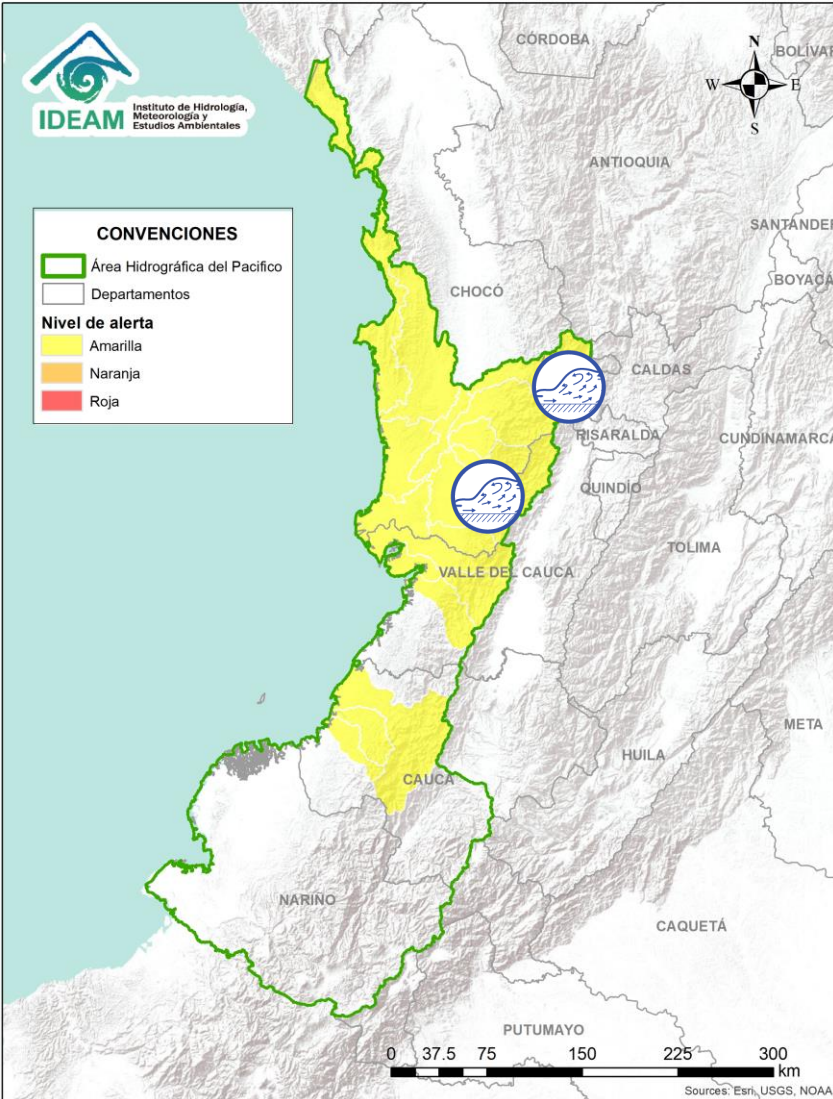 IDEAM
Instituto de Hidrología,
Meteorología y
Estudios Ambientales
CÓRDOBA
BOLÍVAR
N
W
E
S
ANTIOQUIA
SANTANDER
BOYACÁ
CONVENCIONES
Área Hidrográfica del Pacifico
Departamentos
Nivel de alerta
Amarilla
Naranja
Roja
CHOCÓ
CALDAS
RISARALDA
CUNDINAMARCA
QUINDÍO
TOLIMA
VALLE DEL CAUCA
META
HUILA
CAUCA
NARIÑO
CAQUETÁ
PUTUMAYO
0 37.5 75 150 225 300
km
Sources: Esri, USGS, NOAA